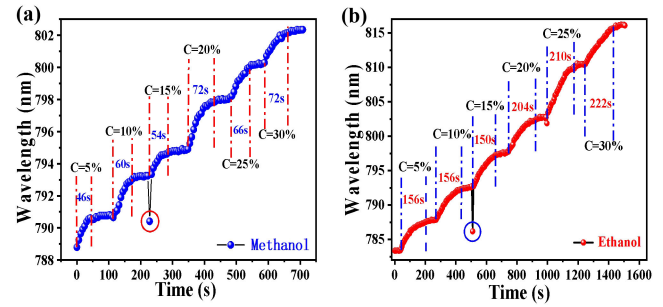 (a)
802
800
798
796
794
792
790
788
Wavelength (nm)
C=5%
C=10%
C=15%
C=20%
C=25%
C=30%
46s
60s
54s
72s
66s
72s
Methanol
0 100 200 300 400 500 600 700
Time (s)
(b)
815
810
805
800
795
790
785
Wavelength (nm)
C=5%
C=10%
C=15%
C=20%
C=25%
C=30%
156s
156s
150s
204s
210s
222s
Ethanol
0 200 400 600 800 1000 1200 1400 1600
Time (s)